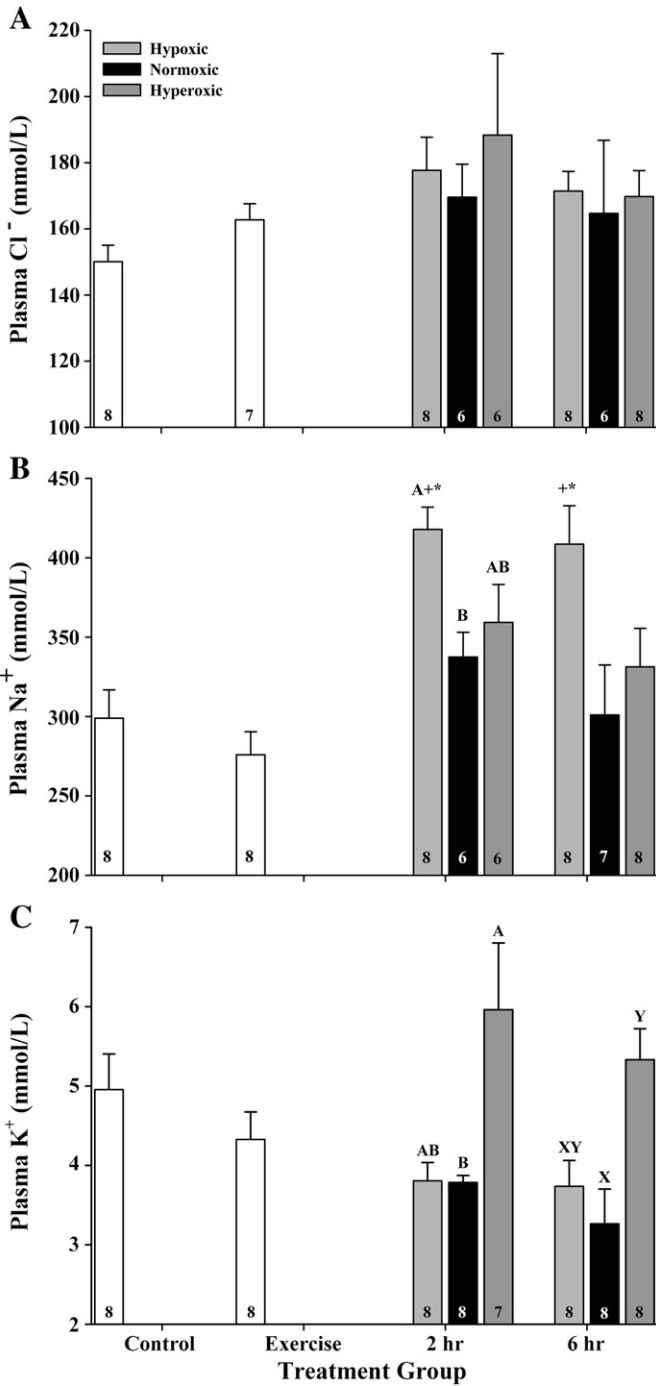 A
220
200
180
160
140
120
100
Plasma Cl - (mmol/L)
Hypoxic
Normoxic
Hyperoxic
8
7
8
6
6
8
6
8
B
450
400
350
300
250
200
Plasma Na+ (mmol/L)
A+*
B
AB
+*
8
8
8
6
6
8
7
8
C
7
6
5
4
3
2
Plasma K+ (mmol/L)
AB
B
A
XY
X
Y
8
8
8
8
7
8
8
8
Control Exercise 2 hr 6 hr
Treatment Group